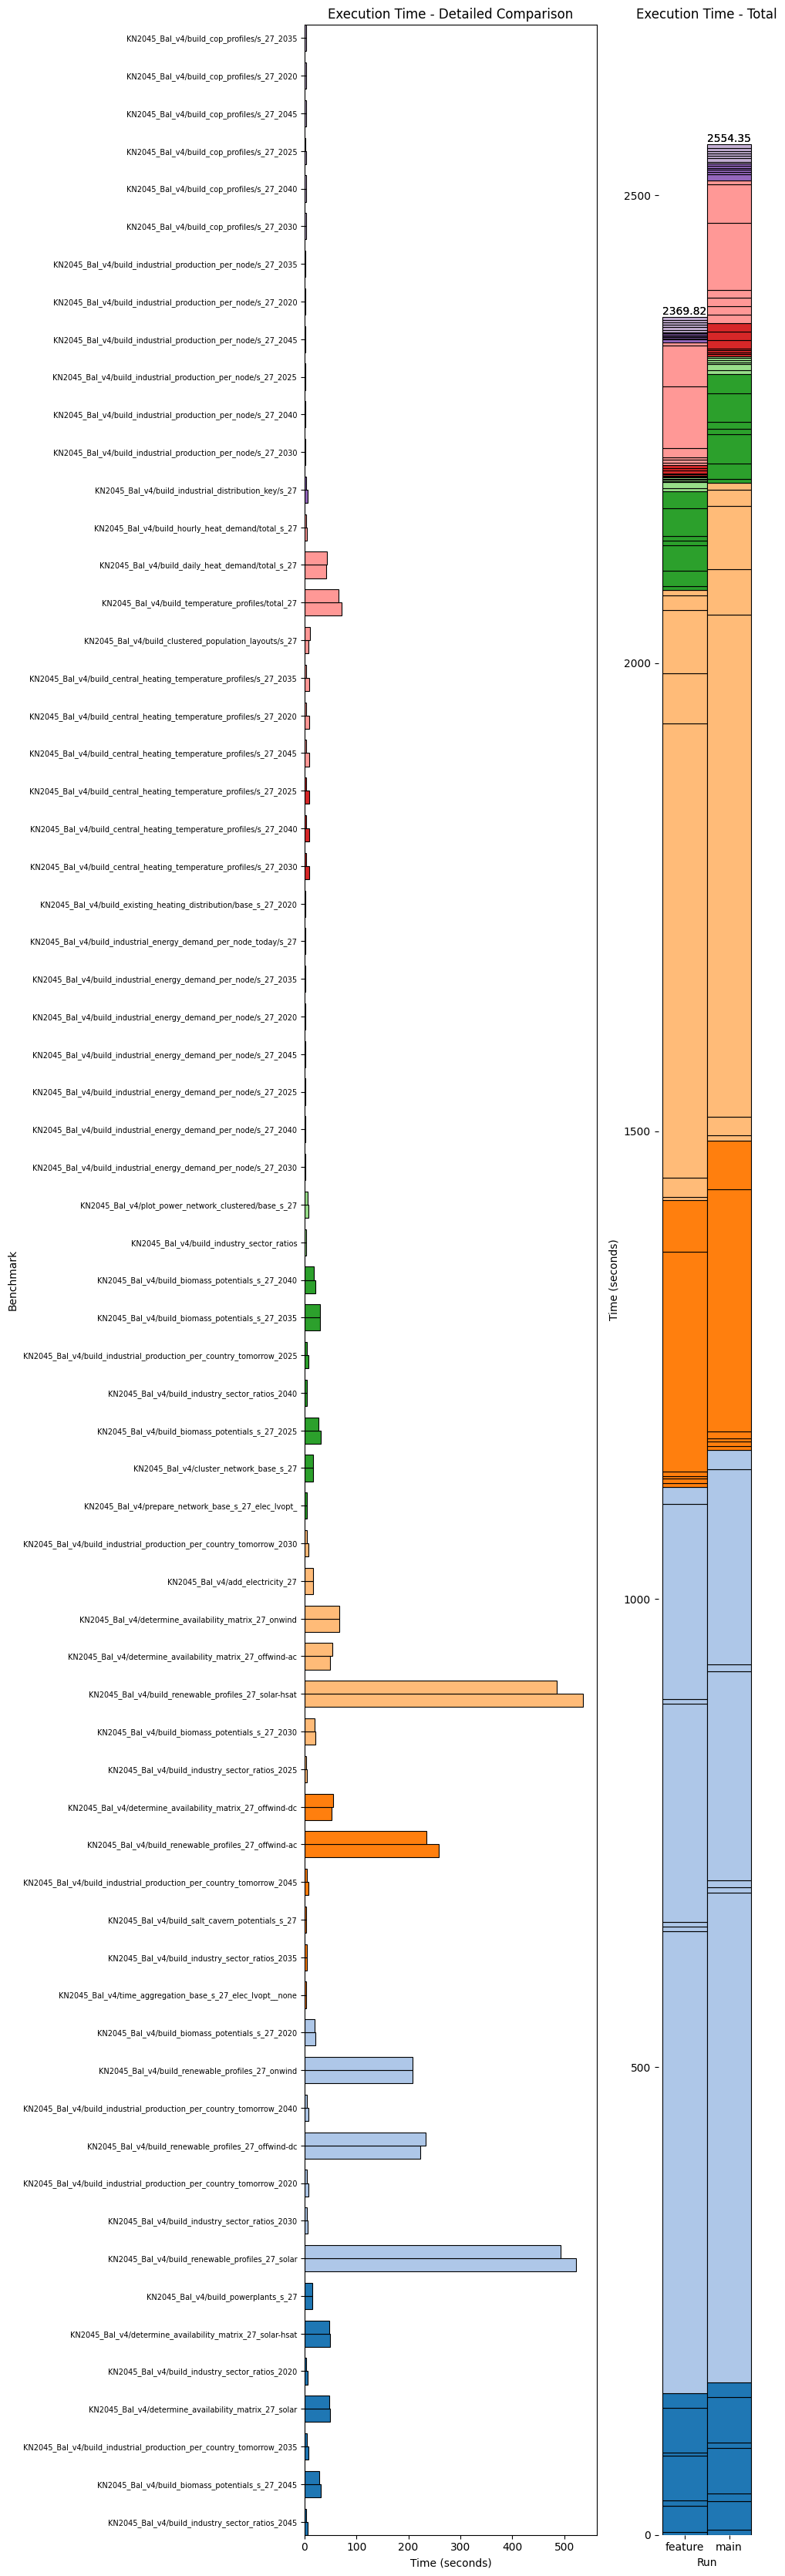 Execution Time - Detailed Comparison
Execution Time - Total
KN2045_Bal_v4/build_cop_profiles/s_27_2035
KN2045_Bal_v4/build_cop_profiles/s_27_2020
KN2045_Bal_v4/build_cop_profiles/s_27_2045
KN2045_Bal_v4/build_cop_profiles/s_27_2025
KN2045_Bal_v4/build_cop_profiles/s_27_2040
KN2045_Bal_v4/build_cop_profiles/s_27_2030
KN2045_Bal_v4/build_industrial_production_per_node/s_27_2035
KN2045_Bal_v4/build_industrial_production_per_node/s_27_2020
KN2045_Bal_v4/build_industrial_production_per_node/s_27_2045
KN2045_Bal_v4/build_industrial_production_per_node/s_27_2025
KN2045_Bal_v4/build_industrial_production_per_node/s_27_2040
KN2045_Bal_v4/build_industrial_production_per_node/s_27_2030
KN2045_Bal_v4/build_industrial_distribution_key/s_27
KN2045_Bal_v4/build_hourly_heat_demand/total_s_27
KN2045_Bal_v4/build_daily_heat_demand/total_s_27
KN2045_Bal_v4/build_temperature_profiles/total_27
KN2045_Bal_v4/build_clustered_population_layouts/s_27
KN2045_Bal_v4/build_central_heating_temperature_profiles/s_27_2035
KN2045_Bal_v4/build_central_heating_temperature_profiles/s_27_2020
KN2045_Bal_v4/build_central_heating_temperature_profiles/s_27_2045
KN2045_Bal_v4/build_central_heating_temperature_profiles/s_27_2025
KN2045_Bal_v4/build_central_heating_temperature_profiles/s_27_2040
KN2045_Bal_v4/build_central_heating_temperature_profiles/s_27_2030
KN2045_Bal_v4/build_existing_heating_distribution/base_s_27_2020
KN2045_Bal_v4/build_industrial_energy_demand_per_node_today/s_27
KN2045_Bal_v4/build_industrial_energy_demand_per_node/s_27_2035
KN2045_Bal_v4/build_industrial_energy_demand_per_node/s_27_2020
KN2045_Bal_v4/build_industrial_energy_demand_per_node/s_27_2045
KN2045_Bal_v4/build_industrial_energy_demand_per_node/s_27_2025
KN2045_Bal_v4/build_industrial_energy_demand_per_node/s_27_2040
KN2045_Bal_v4/build_industrial_energy_demand_per_node/s_27_2030
KN2045_Bal_v4/plot_power_network_clustered/base_s_27
KN2045_Bal_v4/build_industry_sector_ratios
KN2045_Bal_v4/build_biomass_potentials_s_27_2040
KN2045_Bal_v4/build_biomass_potentials_s_27_2035
KN2045_Bal_v4/build_industrial_production_per_country_tomorrow_2025
KN2045_Bal_v4/build_industry_sector_ratios_2040
KN2045_Bal_v4/build_biomass_potentials_s_27_2025
KN2045_Bal_v4/cluster_network_base_s_27
KN2045_Bal_v4/prepare_network_base_s_27_elec_lvopt_
KN2045_Bal_v4/build_industrial_production_per_country_tomorrow_2030
KN2045_Bal_v4/add_electricity_27
KN2045_Bal_v4/determine_availability_matrix_27_onwind
KN2045_Bal_v4/determine_availability_matrix_27_offwind-ac
KN2045_Bal_v4/build_renewable_profiles_27_solar-hsat
KN2045_Bal_v4/build_biomass_potentials_s_27_2030
KN2045_Bal_v4/build_industry_sector_ratios_2025
KN2045_Bal_v4/determine_availability_matrix_27_offwind-dc
KN2045_Bal_v4/build_renewable_profiles_27_offwind-ac
KN2045_Bal_v4/build_industrial_production_per_country_tomorrow_2045
KN2045_Bal_v4/build_salt_cavern_potentials_s_27
KN2045_Bal_v4/build_industry_sector_ratios_2035
KN2045_Bal_v4/time_aggregation_base_s_27_elec_lvopt__none
KN2045_Bal_v4/build_biomass_potentials_s_27_2020
KN2045_Bal_v4/build_renewable_profiles_27_onwind
KN2045_Bal_v4/build_industrial_production_per_country_tomorrow_2040
KN2045_Bal_v4/build_renewable_profiles_27_offwind-dc
KN2045_Bal_v4/build_industrial_production_per_country_tomorrow_2020
KN2045_Bal_v4/build_industry_sector_ratios_2030
KN2045_Bal_v4/build_renewable_profiles_27_solar
KN2045_Bal_v4/build_powerplants_s_27
KN2045_Bal_v4/determine_availability_matrix_27_solar-hsat
KN2045_Bal_v4/build_industry_sector_ratios_2020
KN2045_Bal_v4/determine_availability_matrix_27_solar
KN2045_Bal_v4/build_industrial_production_per_country_tomorrow_2035
KN2045_Bal_v4/build_biomass_potentials_s_27_2045
KN2045_Bal_v4/build_industry_sector_ratios_2045
Benchmark
0 100 200 300 400 500
Time (seconds)
2554.35
2369.82
2500
2000
1500
1000
500
0
Time (seconds)
feature main
Run